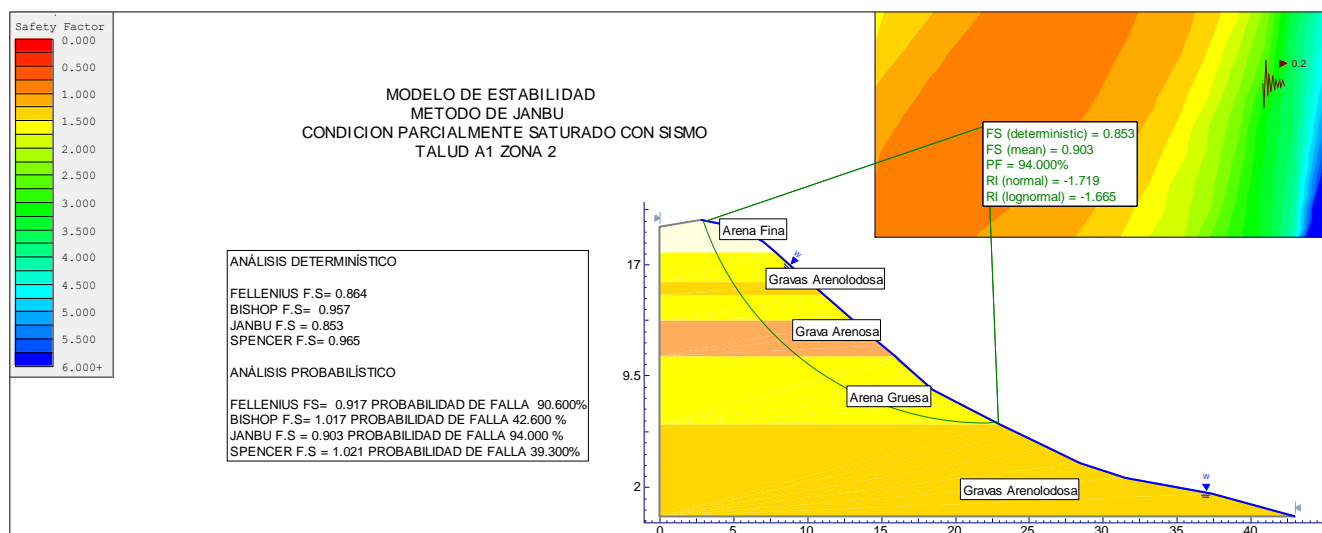 Safety Factor
0.000
0.500
1.000
1.500
2.000
2.500
3.000
3.500
4.000
4.500
5.000
5.500
6.000+
MODELO DE ESTABILIDAD
METODO DE JANBU
CONDICION PARCIALMENTE SATURADO CON SISMO
TALUD A1 ZONA 2
0.2
FS (deterministic) = 0.853
FS (mean) = 0.903
PF = 94.000%
RI (normal) = -1.719
RI (lognormal) = -1.665
ANÁLISIS DETERMINÍSTICO
FELLENIUS F.S= 0.864
BISHOP F.S= 0.957
JANBU F.S = 0.853
SPENCER F.S= 0.965
ANÁLISIS PROBABILÍSTICO
FELLENIUS FS= 0.917 PROBABILIDAD DE FALLA 90.600%
BISHOP F.S= 1.017 PROBABILIDAD DE FALLA 42.600 %
JANBU F.S = 0.903 PROBABILIDAD DE FALLA 94.000 %
SPENCER F.S = 1.021 PROBABILIDAD DE FALLA 39.300%
Arena Fina
W
17
Gravas Arenolodosa
Grava Arenosa
9.5
Arena Gruesa
W
2
Gravas Arenolodosa
0 5 10 15 20 25 30 35 40